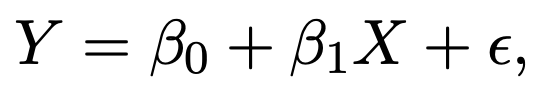 Y = β₀ + β₁X + ϵ,